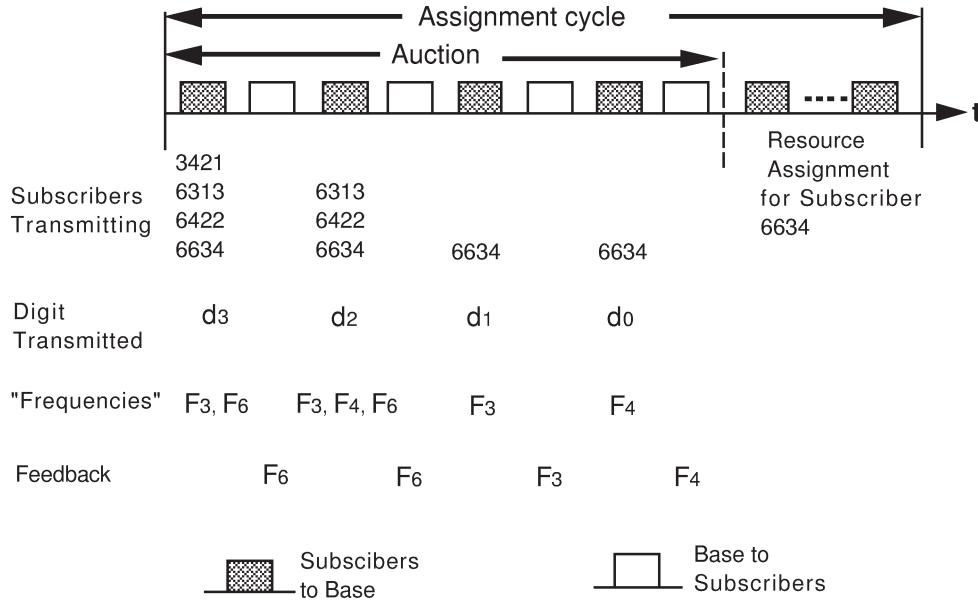 Assignment cycle
Auction
t
Resource
Assignment
for Subscriber
6634
Subscribers
Transmitting
3421
6313
6422
6634
6313
6422
6634
6634
6634
Digit
Transmitted
d3 d2 d1 d0
"Frequencies" F3, F6 F3, F4, F6 F3 F4
Feedback F6 F6 F3 F4
Subscibers
to Base
Base to
Subscribers